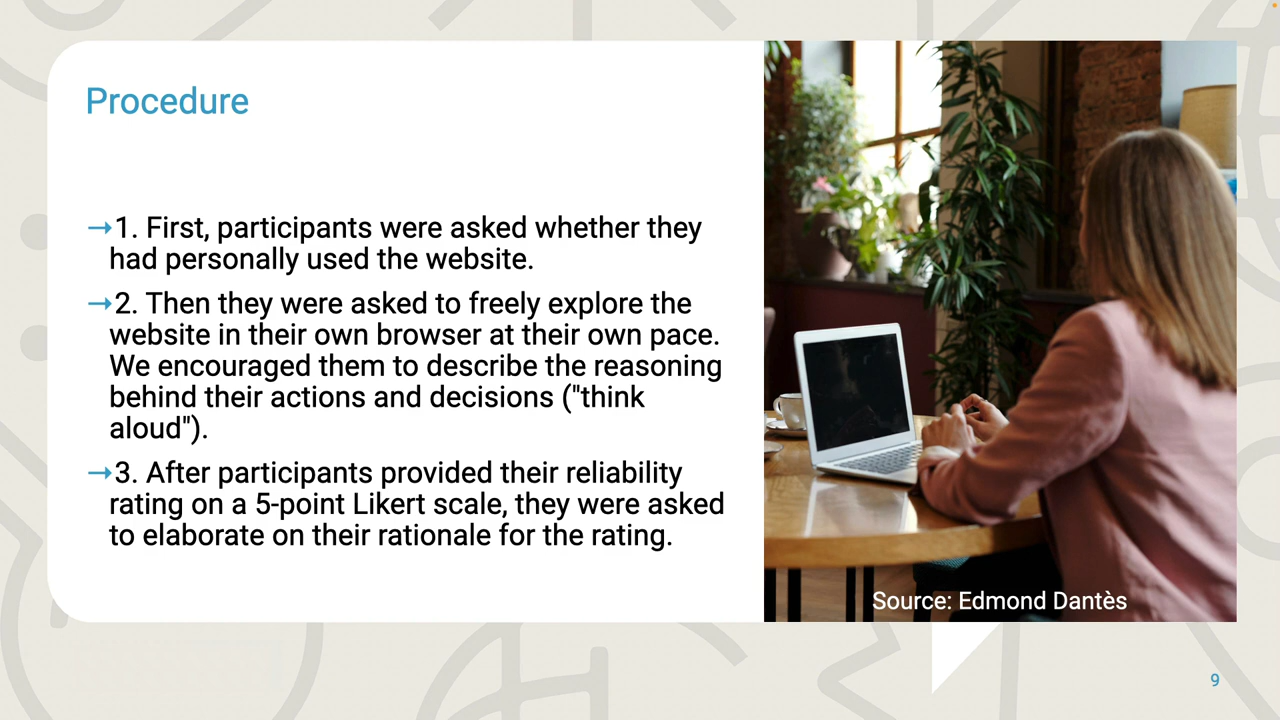 Procedure
→1. First, participants were asked whether they
had personally used the website.
→2. Then they were asked to freely explore the
website in their own browser at their own pace.
We encouraged them to describe the reasoning
behind their actions and decisions ("think
aloud").
→3. After participants provided their reliability
rating on a 5-point Likert scale, they were asked
to elaborate on their rationale for the rating.
Source: Edmond Dantès
9